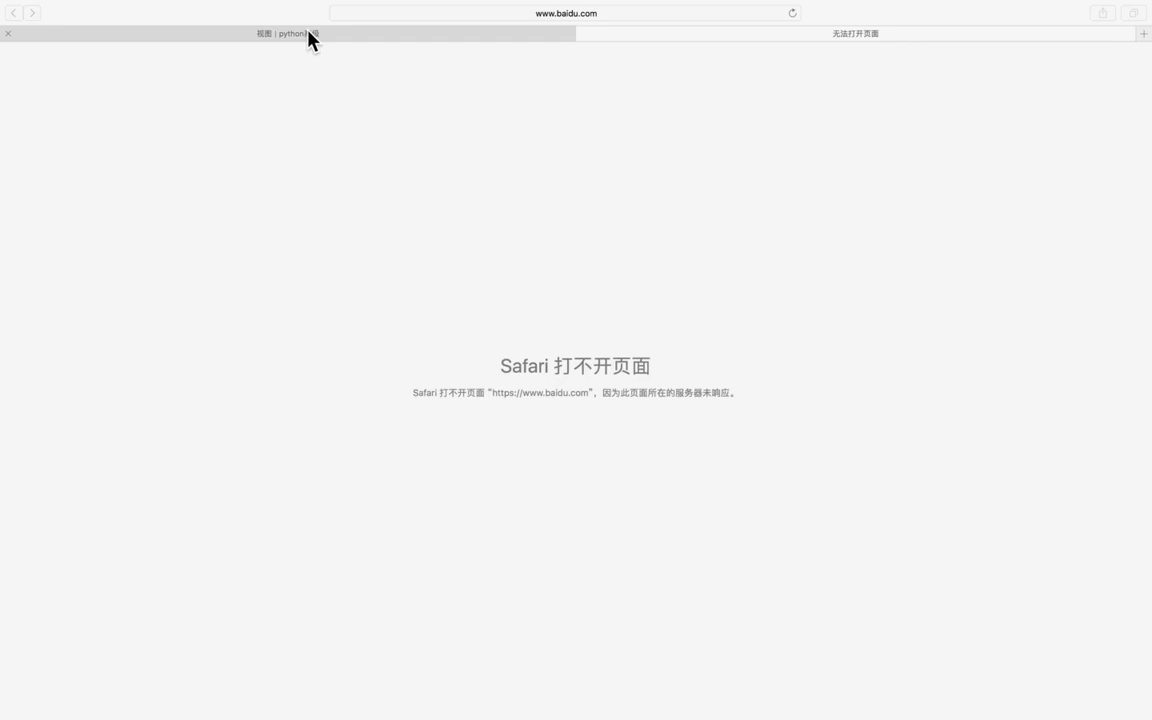 www.baidu.com
视图 | python
无法打开页面
Safari 打不开页面
Safari 打不开页面 “https://www.baidu.com”，因为此页面所在的服务器未响应。